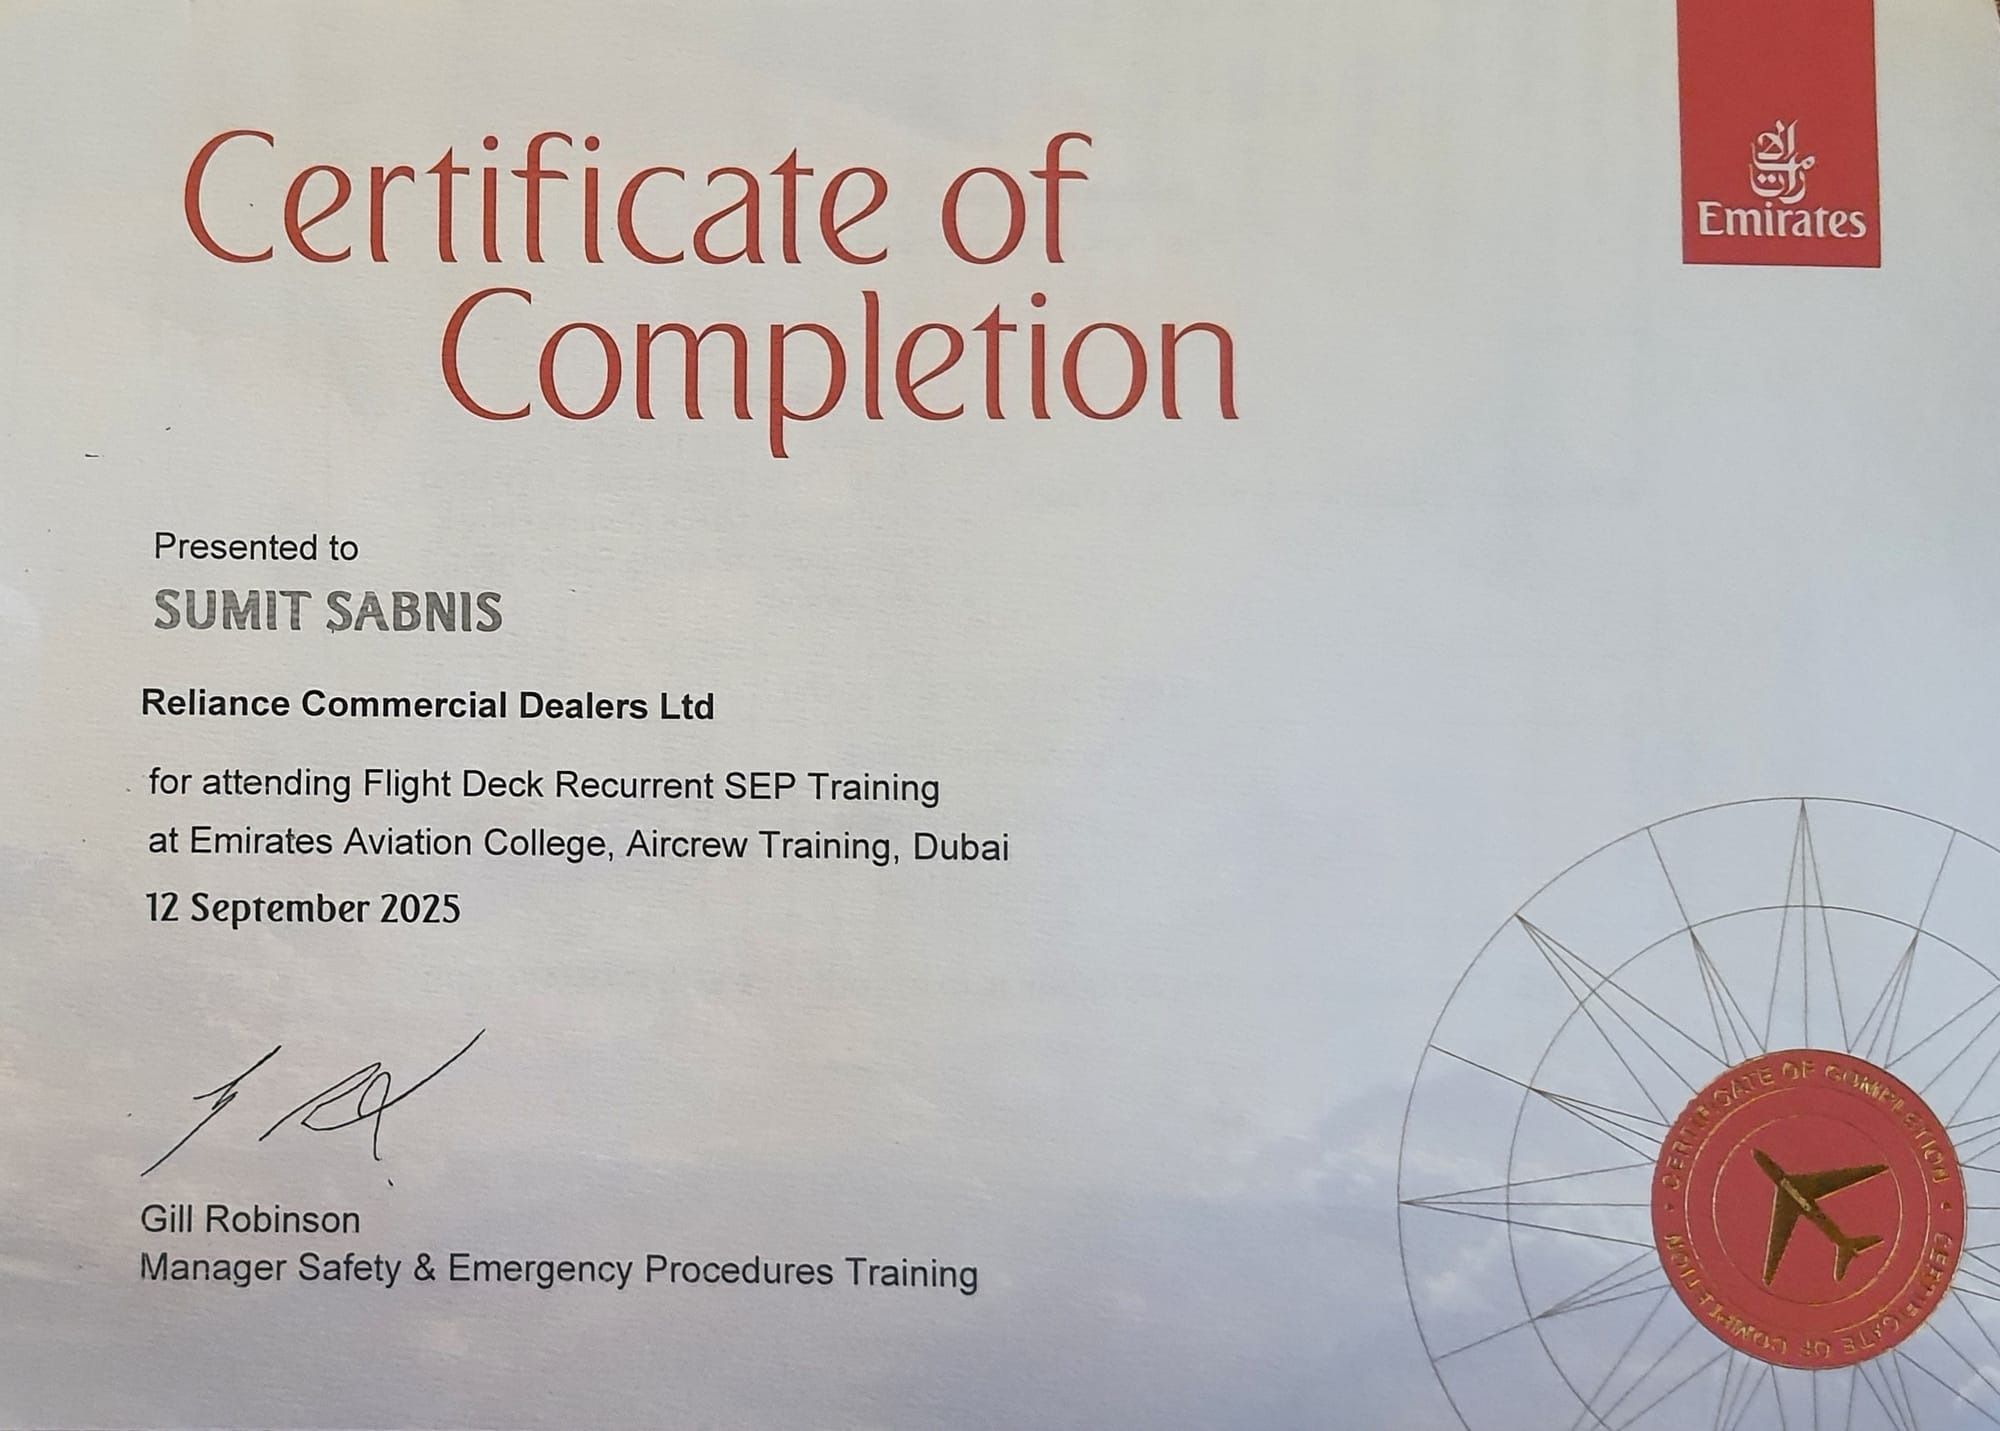 Certificate of
Completion
امارات
Emirates
Presented to
SUMIT SABNIS
Reliance Commercial Dealers Ltd
for attending Flight Deck Recurrent SEP Training
at Emirates Aviation College, Aircrew Training, Dubai
12 September 2025
Gill Robinson
Manager Safety & Emergency Procedures Training
CERTIFICATE OF COMPLETION • CERTIFICATE OF COMPLETION •